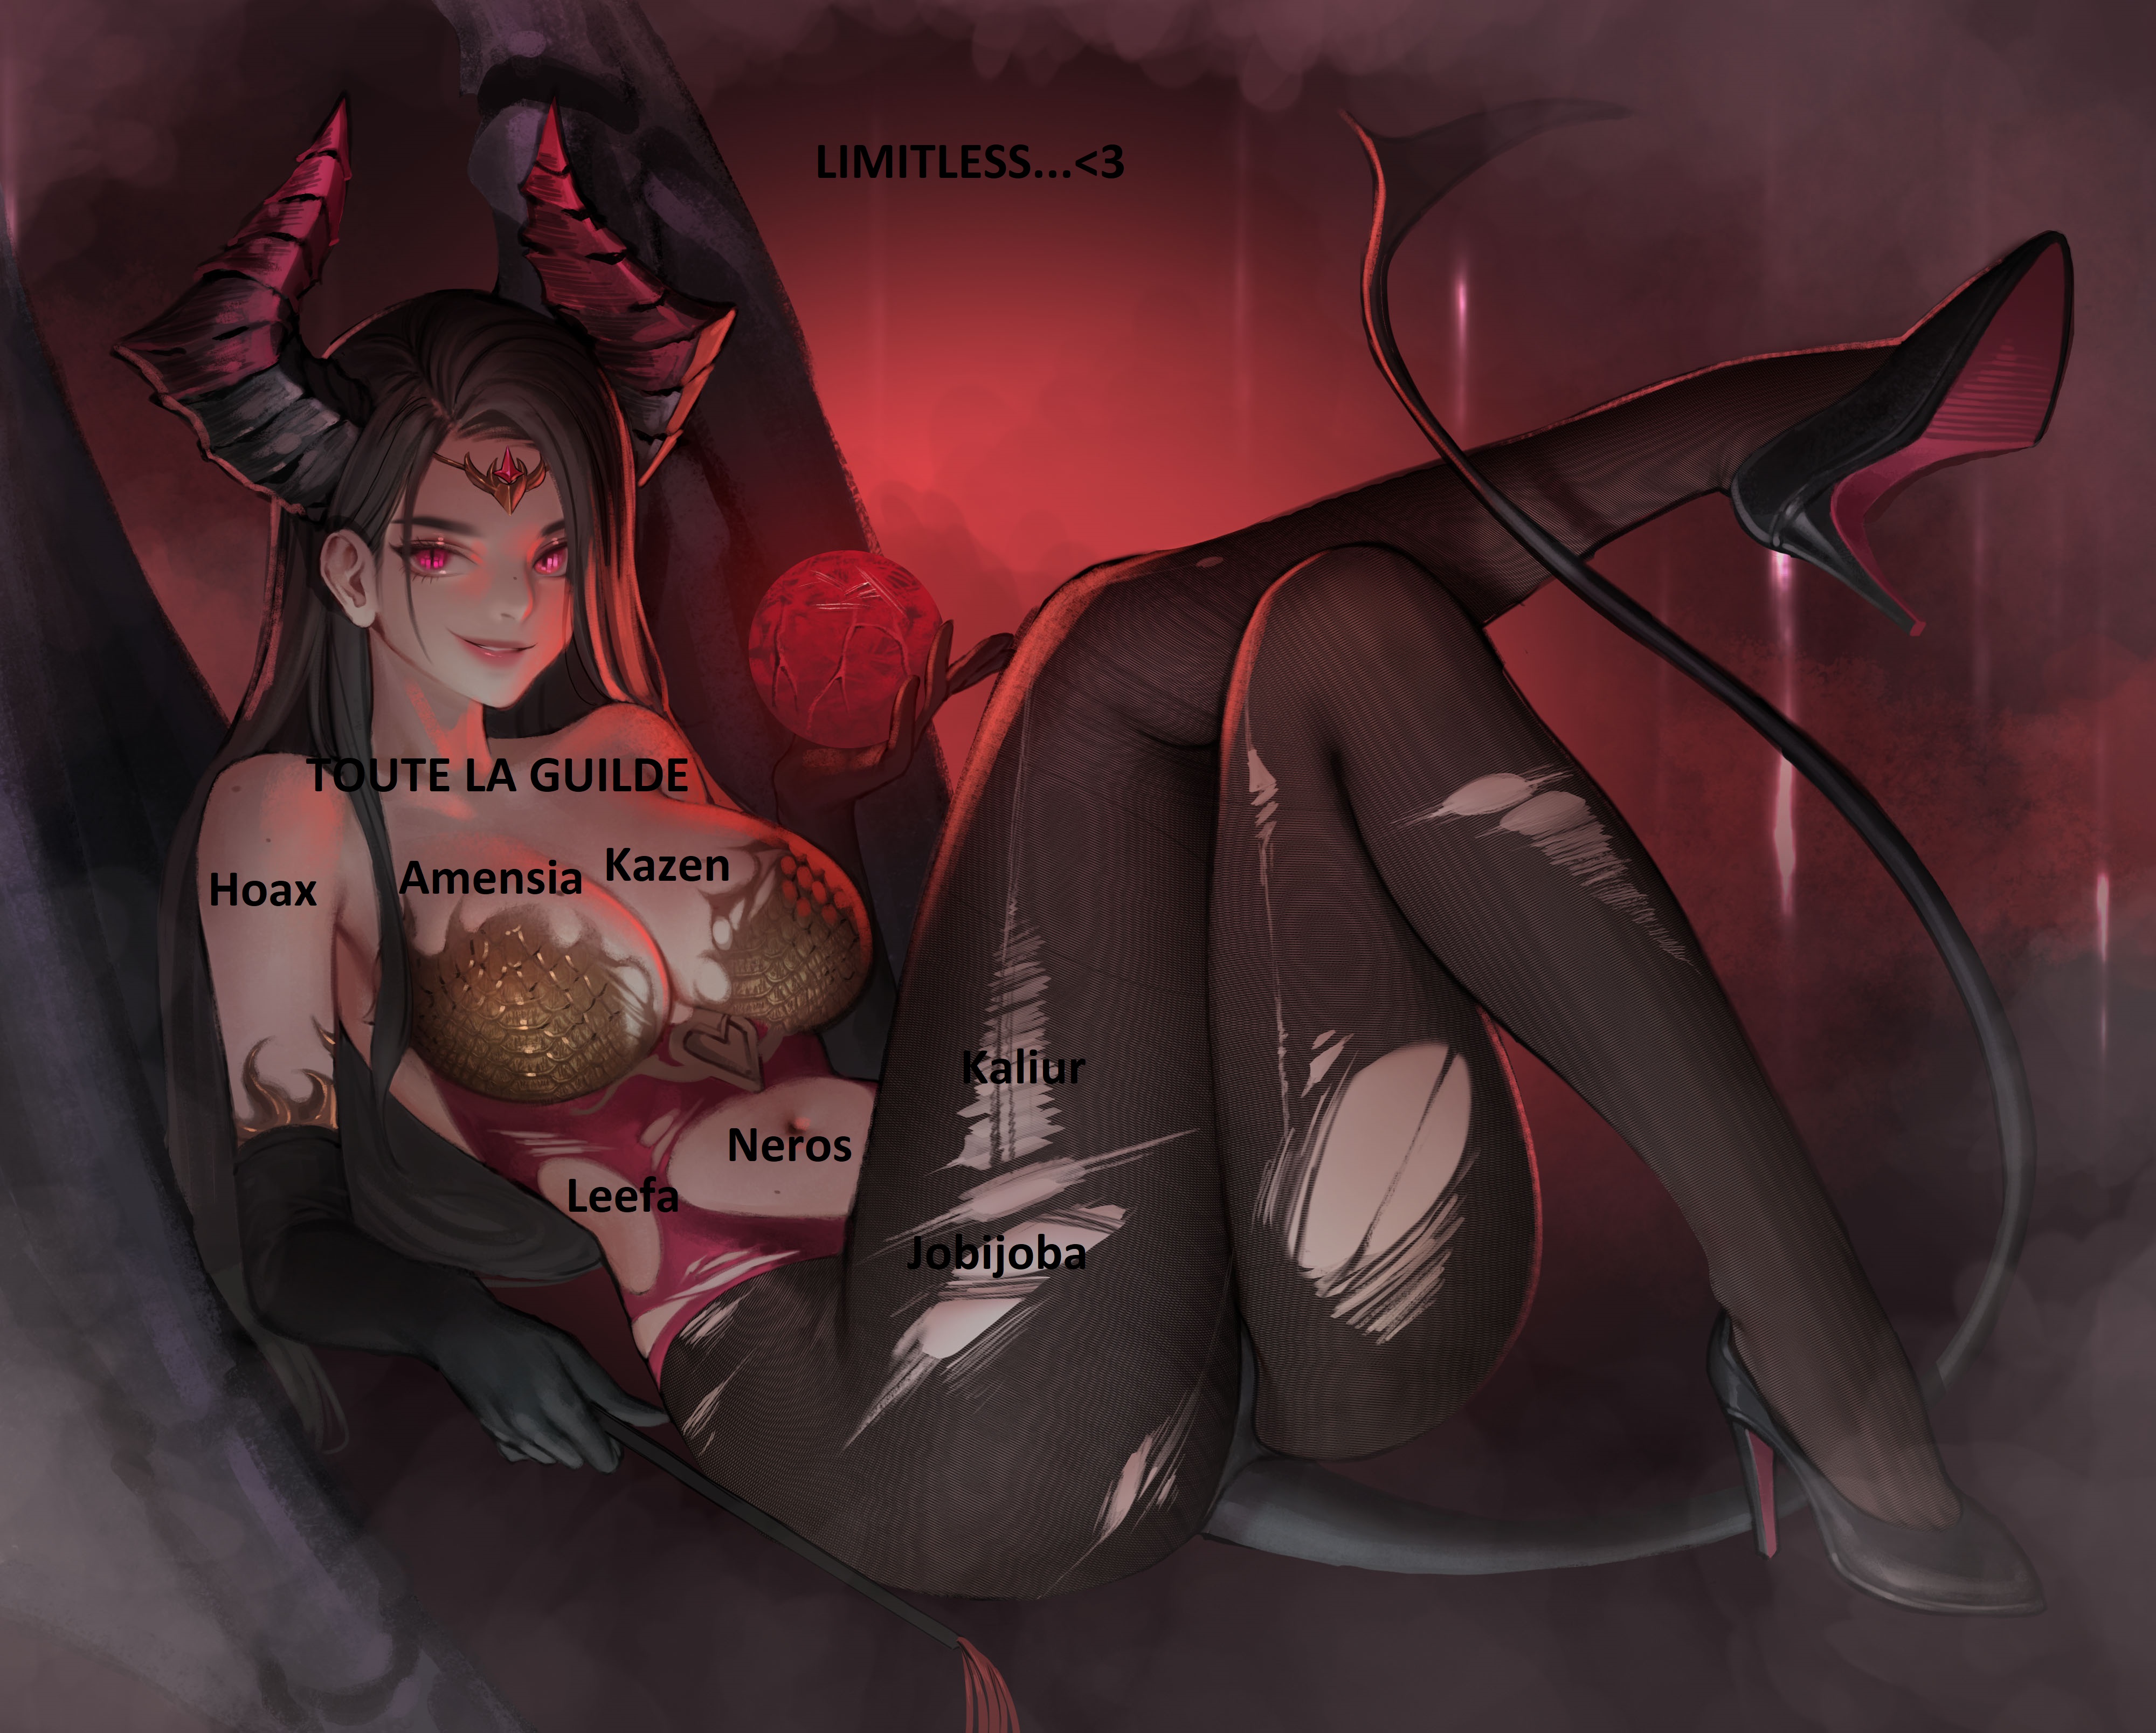 LIMITLESS...<3
TOUTE LA GUILDE
Hoax
Amensia
Kazen
Kaliur
Neros
Leefa
Jobijoba